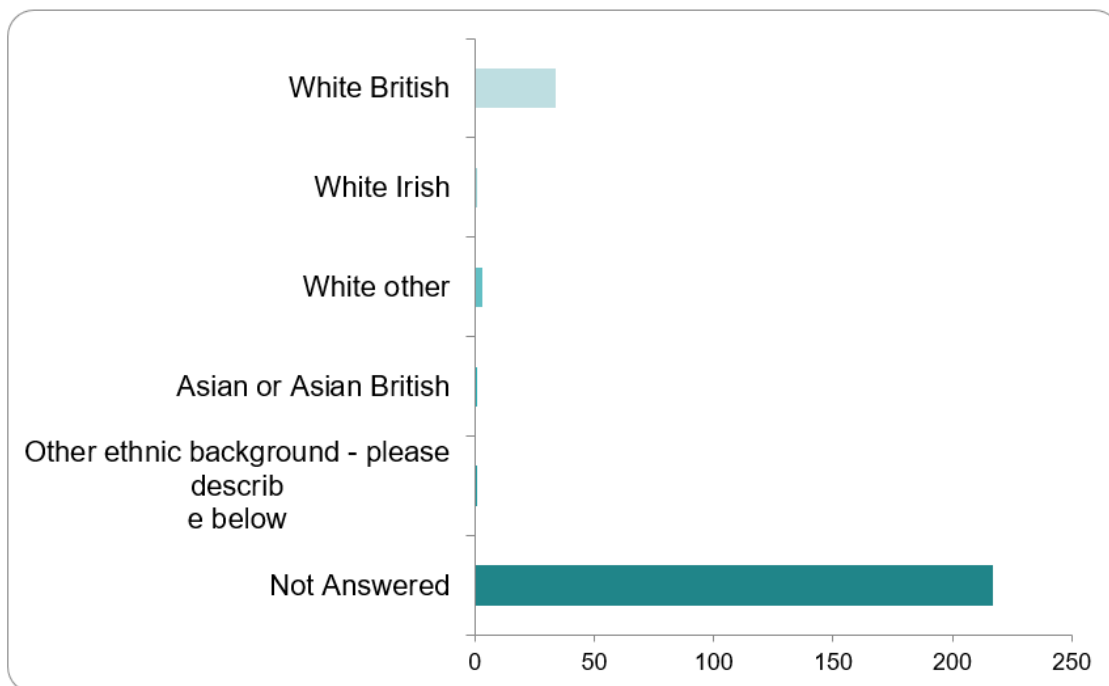 White British
White Irish
White other
Asian or Asian British
Other ethnic background - please
describ
e below
Not Answered
0 50 100 150 200 250